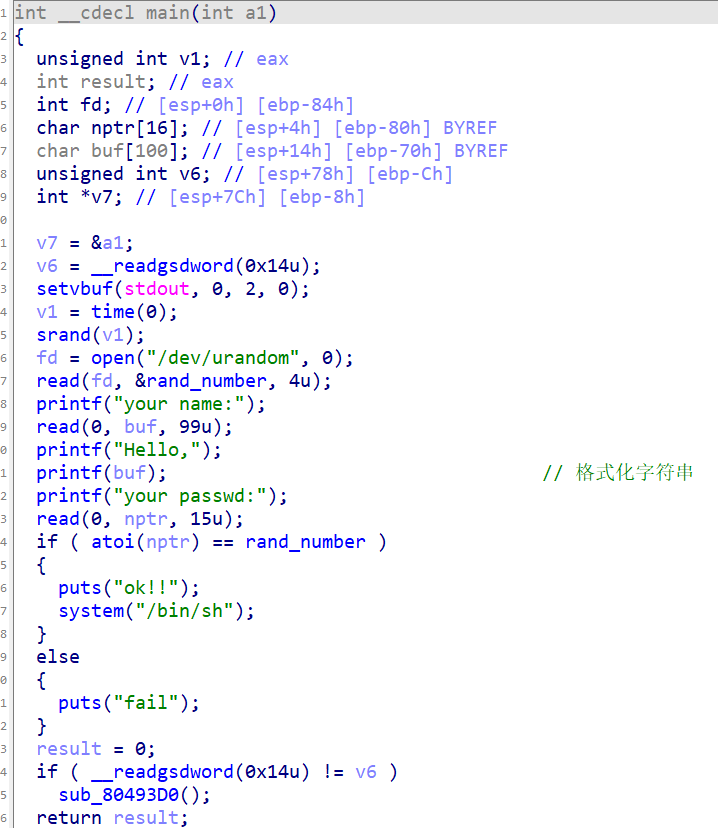 1 int __cdecl main(int a1)
2 {
3 unsigned int v1; // eax
4 int result; // eax
5 int fd; // [esp+0h] [ebp-84h]
6 char nptr[16]; // [esp+4h] [ebp-80h] BYREF
7 char buf[100]; // [esp+14h] [ebp-70h] BYREF
8 unsigned int v6; // [esp+78h] [ebp-Ch]
9 int *v7; // [esp+7Ch] [ebp-8h]
0
1 v7 = &a1;
2 v6 = __readgsdword(0x14u);
3 setvbuf(stdout, 0, 2, 0);
4 v1 = time(0);
5 srand(v1);
6 fd = open("/dev/urandom", 0);
7 read(fd, &rand_number, 4u);
8 printf("your name:");
9 read(0, buf, 99u);
0 printf("Hello,");
1 printf(buf); // 格式化字符串
2 printf("your passwd:");
3 read(0, nptr, 15u);
4 if ( atoi(nptr) == rand_number )
5 {
6 puts("ok!!");
7 system("/bin/sh");
8 }
9 else
0 {
1 puts("fail");
2 }
3 result = 0;
4 if ( __readgsdword(0x14u) != v6 )
5 sub_80493D0();
6 return result;